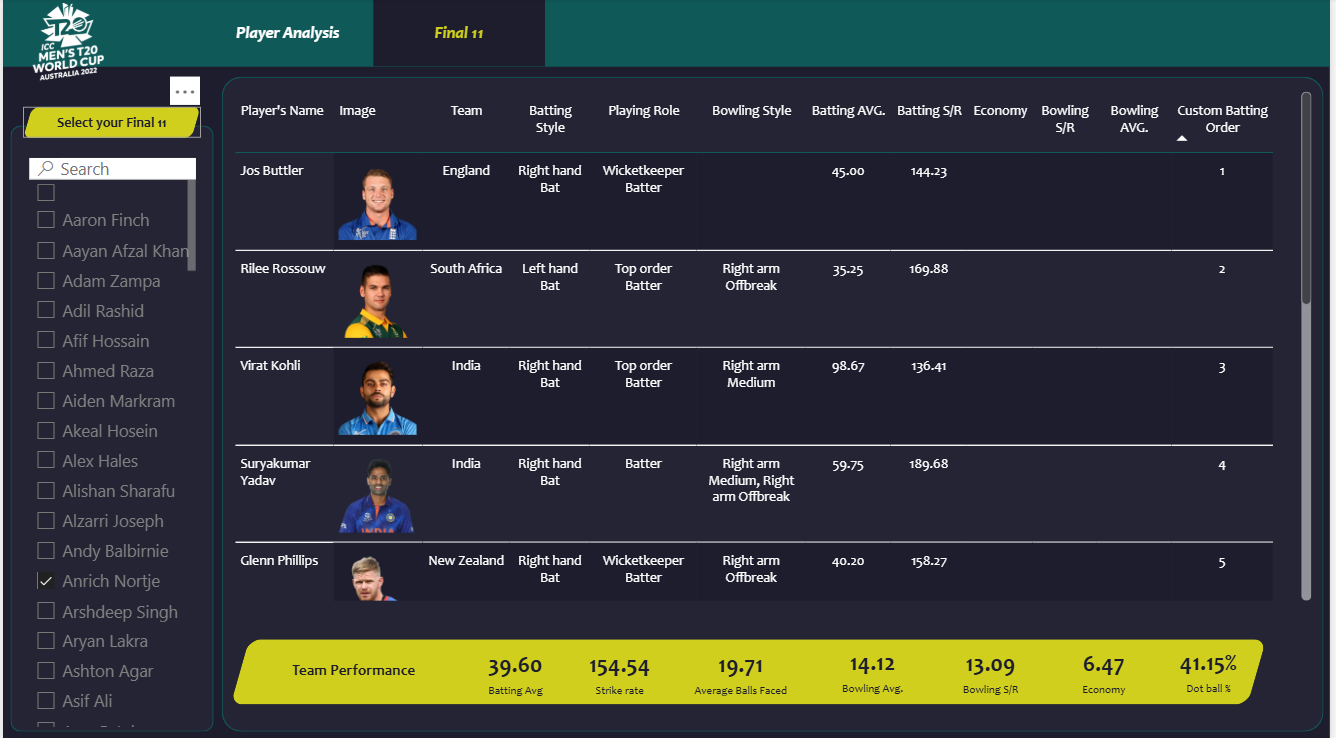 ICC
MEN'S T20
WORLD CUP
AUSTRALIA 2022
Player Analysis
Final 11
Select your Final 11
Search
Aaron Finch
Aayan Afzal Khan
Adam Zampa
Adil Rashid
Afif Hossain
Ahmed Raza
Aiden Markram
Akeal Hosein
Alex Hales
Alishan Sharafu
Alzarri Joseph
Andy Balbirnie
Anrich Nortje
Arshdeep Singh
Aryan Lakra
Ashton Agar
Asif Ali
Player's Name Image Team Batting Style Playing Role Bowling Style Batting AVG. Batting S/R Economy Bowling S/R Bowling AVG. Custom Batting Order
Jos Buttler England Right hand Bat Wicketkeeper Batter 45.00 144.23 1
Rilee Rossouw South Africa Left hand Bat Top order Batter Right arm Offbreak 35.25 169.88 2
Virat Kohli India Right hand Bat Top order Batter Right arm Medium 98.67 136.41 3
Suryakumar Yadav India Right hand Bat Batter Right arm Medium, Right arm Offbreak 59.75 189.68 4
Glenn Phillips New Zealand Right hand Bat Wicketkeeper Batter Right arm Offbreak 40.20 158.27 5
Team Performance
39.60 154.54 19.71 14.12 13.09 6.47 41.15%
Batting Avg Strike rate Average Balls Faced Bowling Avg. Bowling S/R Economy Dot ball %